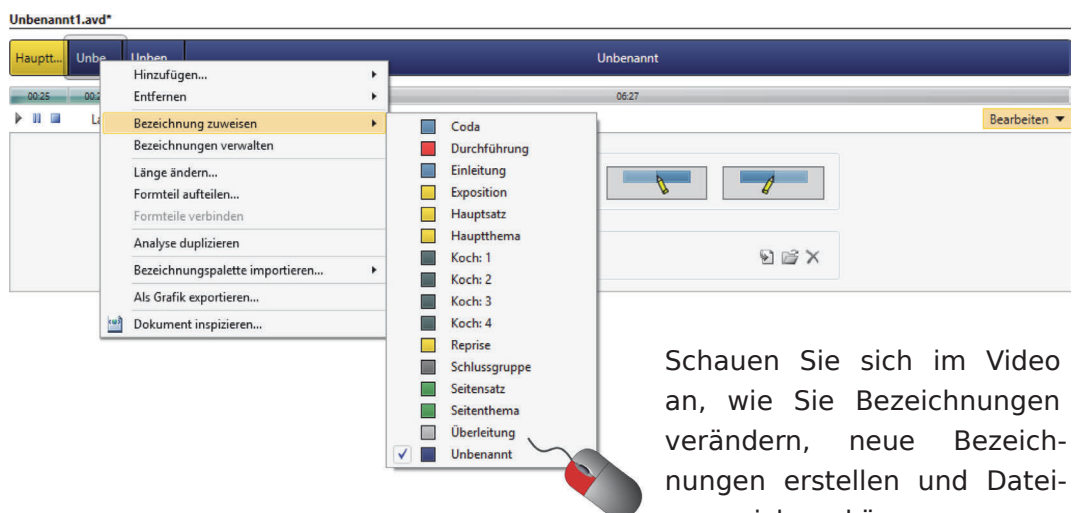 Unbenannt1.avd*
Hauptt... Unbe Unben Unbenannt
00:25 06:27
Bearbeiten
Hinzufügen...
Entfernen
Bezeichnung zuweisen
Bezeichnungen verwalten
Länge ändern...
Formteil aufteilen...
Formteile verbinden
Analyse duplizieren
Bezeichnungspalette importieren...
Als Grafik exportieren...
Dokument inspizieren...
Coda
Durchführung
Einleitung
Exposition
Hauptsatz
Hauptthema
Koch: 1
Koch: 2
Koch: 3
Koch: 4
Reprise
Schlussgruppe
Seitensatz
Seitenthema
Überleitung
Unbenannt
Schauen Sie sich im Video
an, wie Sie Bezeichnungen
verändern, neue Bezeich-
nungen erstellen und Datei-